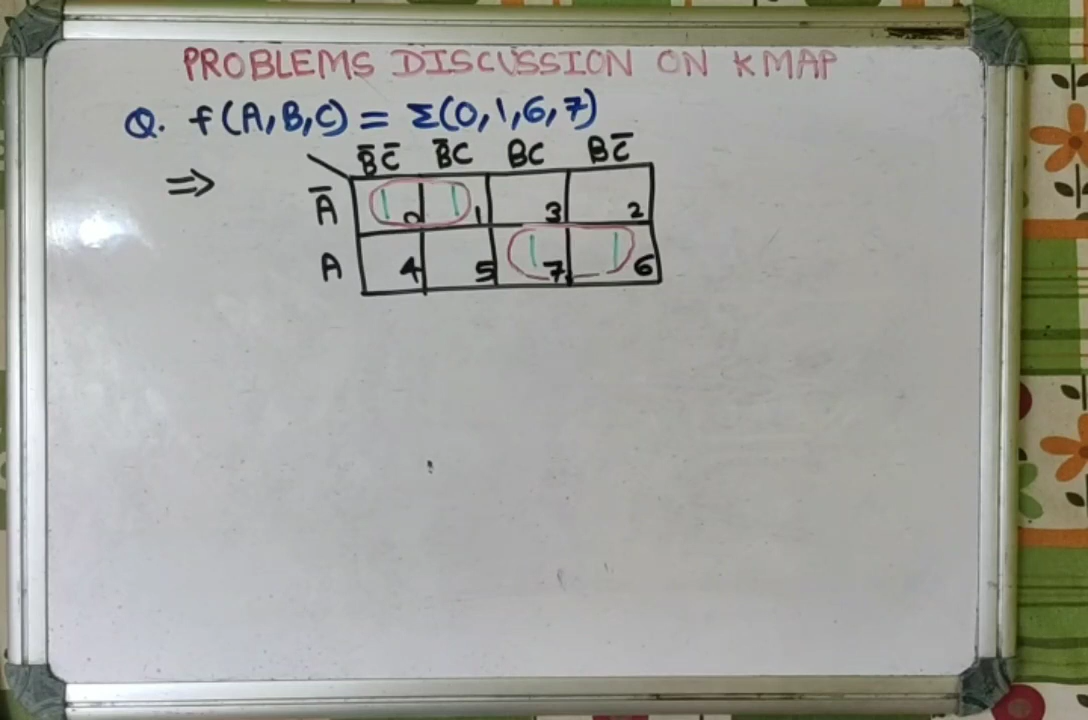 PROBLEMS DISCUSSION ON KMAP
Q. f(A,B,C) = Σ(0,1,6,7)
⇒ B̅C̅ B̅C BC BC̅
A̅ 1 0 1 1 3 2
A 4 5 1 7 1 6